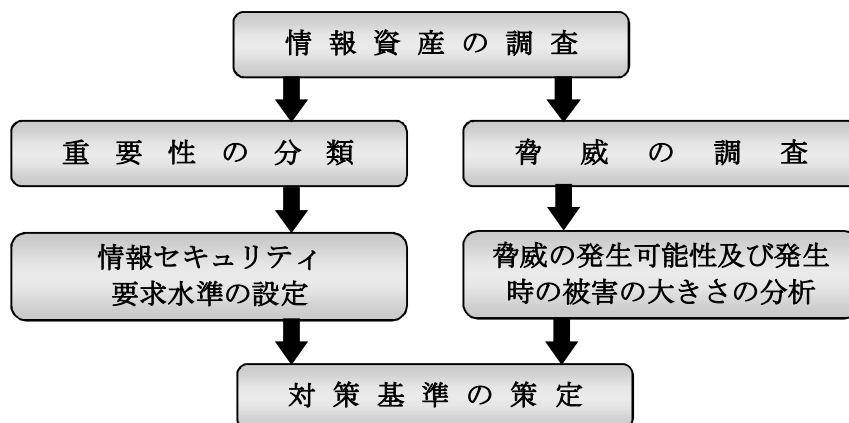 情報資産の調査
重要性の分類
脅威の調査
情報セキュリティ
要求水準の設定
脅威の発生可能性及び発生
時の被害の大きさの分析
対策基準の策定